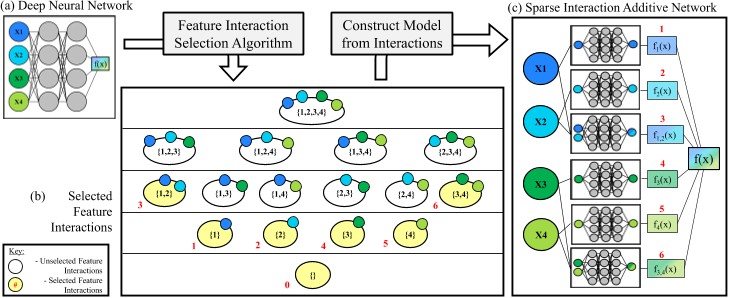 (a) Deep Neural Network
X1
X2
X3
X4
f(x)
Feature Interaction
Selection Algorithm
Construct Model
from Interactions
(c) Sparse Interaction Additive Network
{1,2,3,4}
{1,2,3}
{1,2,4}
{1,3,4}
{2,3,4}
{1,2}
{1,3}
{1,4}
{2,3}
{2,4}
{3,4}
3
6
{1}
{2}
{3}
{4}
1
2
4
5
{}
0
(b) Selected
Feature
Interactions
Key:
- Unselected Feature
Interactions
# - Selected Feature
Interactions
X1
X2
X3
X4
1
f₁(x)
2
f₂(x)
3
f₁,₂(x)
4
f₃(x)
5
f₄(x)
6
f₃,₄(x)
f(x)